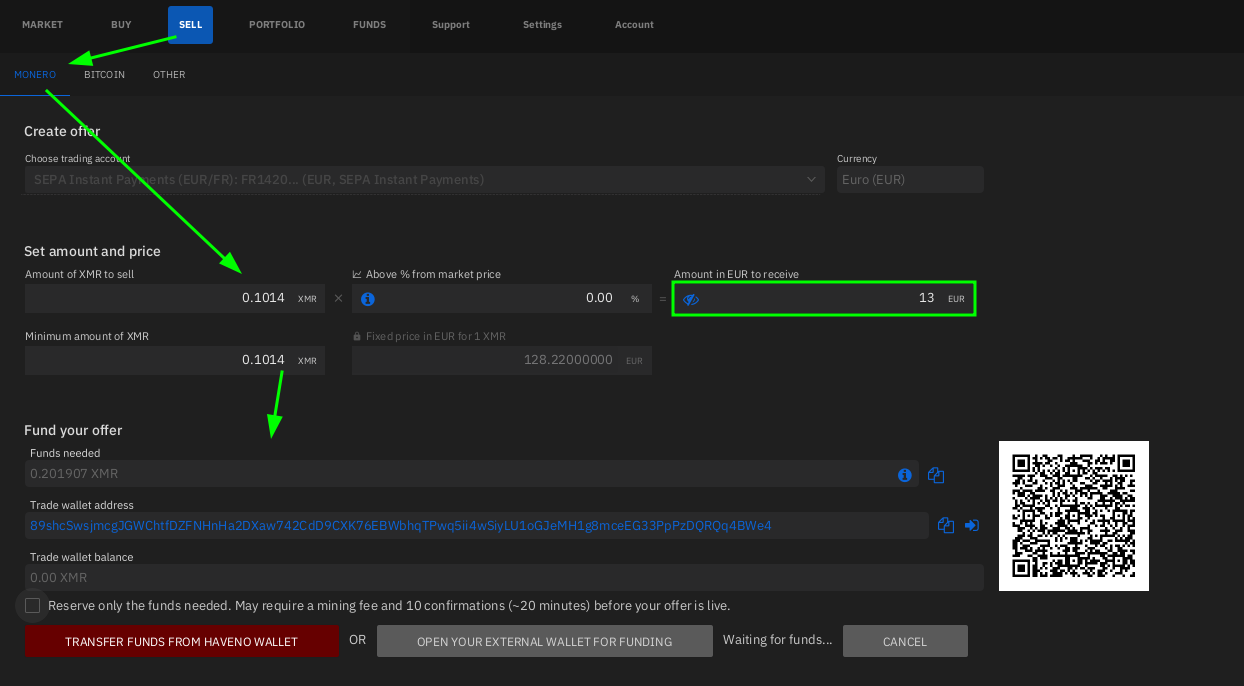 MARKET BUY SELL PORTFOLIO FUNDS Support Settings Account
MONERO BITCOIN OTHER
Create offer
Choose trading account Currency
SEPA Instant Payments (EUR/FR): FR1420... (EUR, SEPA Instant Payments) Euro (EUR)
Set amount and price
Amount of XMR to sell Above % from market price Amount in EUR to receive
0.1014 XMR × 0.00 % = 13 EUR
Minimum amount of XMR Fixed price in EUR for 1 XMR
0.1014 XMR 128.22000000 EUR
Fund your offer
Funds needed
0.201907 XMR
Trade wallet address
89shcSwsjmcgJGWChtfDZFNHnHa2DXaw742CdD9CXK76EBWbhqTPwq5ii4wSiyLU1oGJeMH1g8mceEG33PpPzDQRQq4BWe4
Trade wallet balance
0.00 XMR
Reserve only the funds needed. May require a mining fee and 10 confirmations (~20 minutes) before your offer is live.
TRANSFER FUNDS FROM HAVENO WALLET OR OPEN YOUR EXTERNAL WALLET FOR FUNDING Waiting for funds... CANCEL